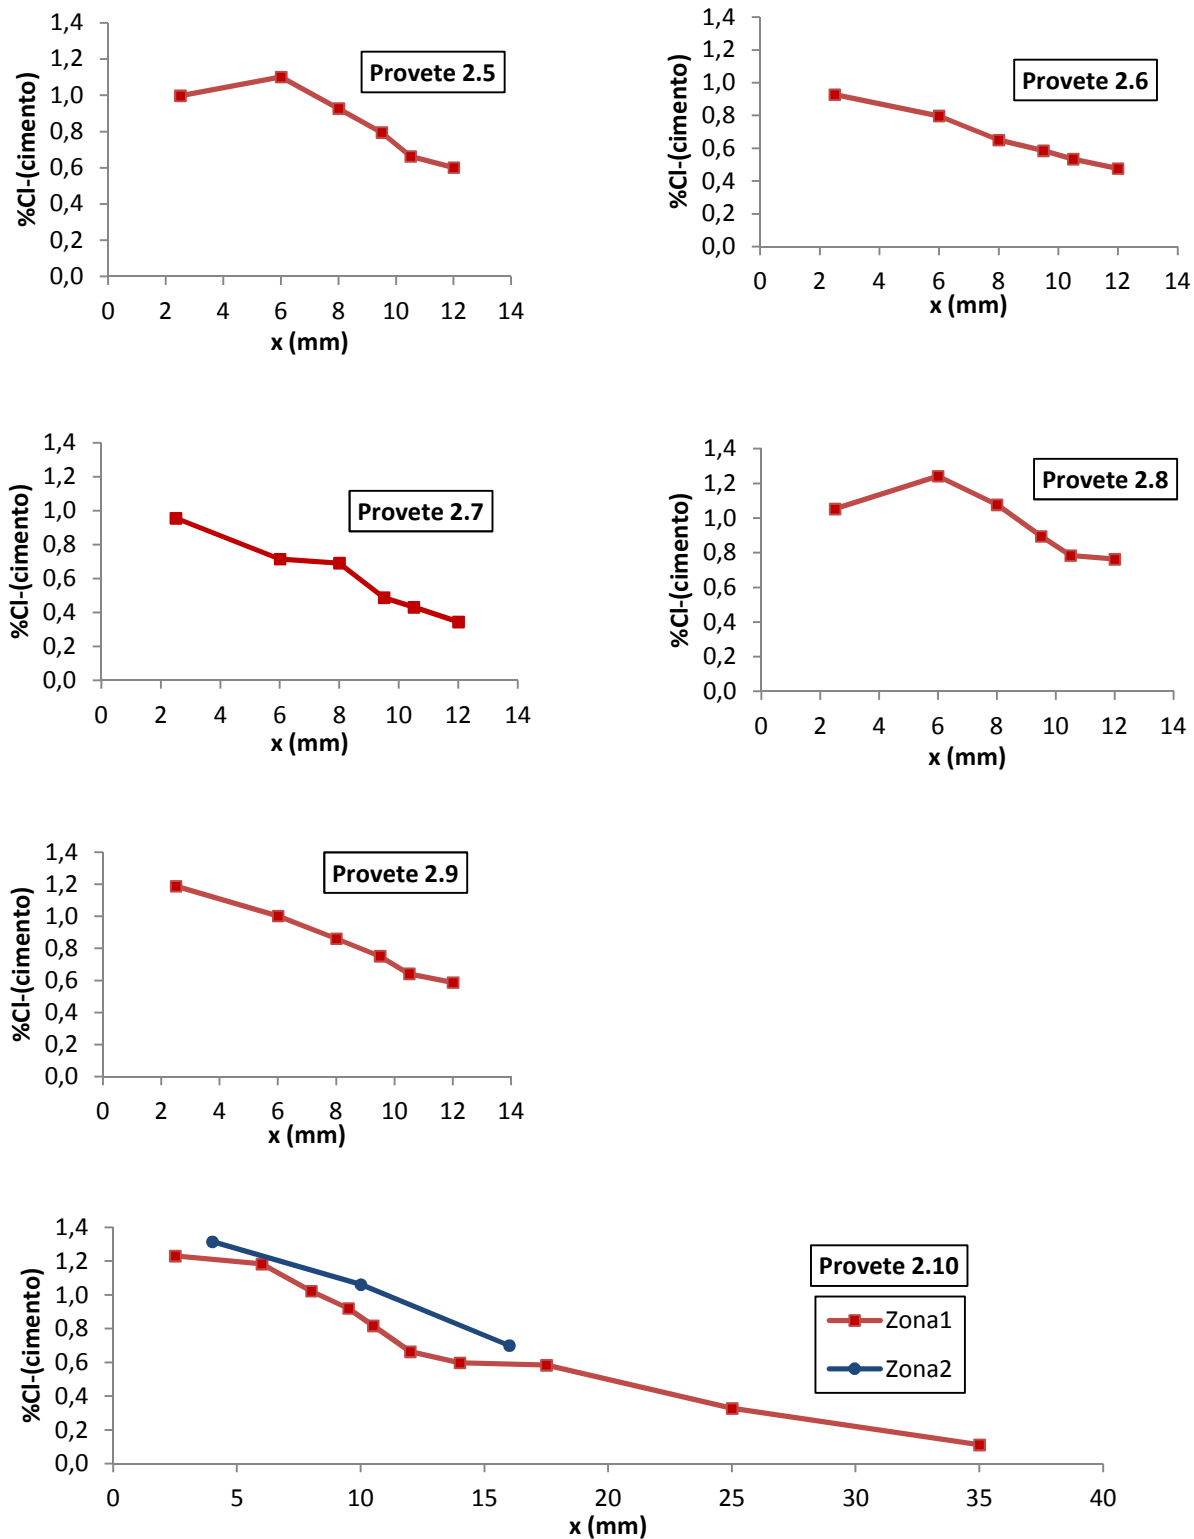 1,4
1,2
1,0
0,8
0,6
0,4
0,2
0,0
%Cl-(cimento)
Provete 2.5
0 2 4 6 8 10 12 14
x (mm)
1,4
1,2
1,0
0,8
0,6
0,4
0,2
0,0
%Cl-(cimento)
Provete 2.6
0 2 4 6 8 10 12 14
x (mm)
1,4
1,2
1,0
0,8
0,6
0,4
0,2
0,0
%Cl-(cimento)
Provete 2.7
0 2 4 6 8 10 12 14
x (mm)
1,4
1,2
1,0
0,8
0,6
0,4
0,2
0,0
%Cl-(cimento)
Provete 2.8
0 2 4 6 8 10 12 14
x (mm)
1,4
1,2
1,0
0,8
0,6
0,4
0,2
0,0
%Cl-(cimento)
Provete 2.9
0 2 4 6 8 10 12 14
x (mm)
1,4
1,2
1,0
0,8
0,6
0,4
0,2
0,0
%Cl-(cimento)
Provete 2.10
Zona1
Zona2
0 5 10 15 20 25 30 35 40
x (mm)